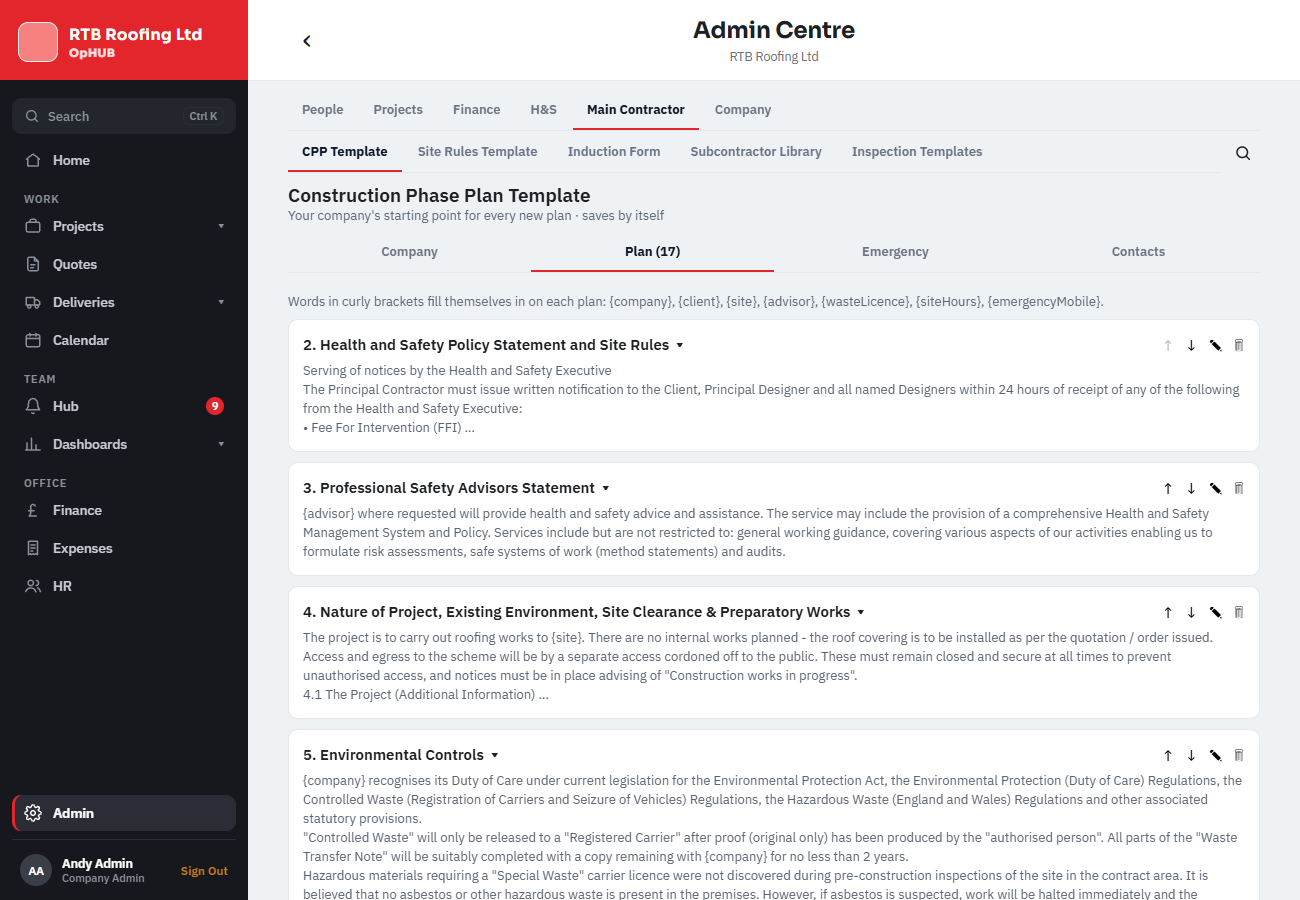 RTB Roofing Ltd
OpHUB
Search
Ctrl K
Home
WORK
Projects
Quotes
Deliveries
Calendar
TEAM
Hub
9
Dashboards
OFFICE
Finance
Expenses
HR
Admin
AA
Andy Admin
Company Admin
Sign Out
Admin Centre
RTB Roofing Ltd
People
Projects
Finance
H&S
Main Contractor
Company
CPP Template
Site Rules Template
Induction Form
Subcontractor Library
Inspection Templates
Construction Phase Plan Template
Your company's starting point for every new plan · saves by itself
Company
Plan (17)
Emergency
Contacts
Words in curly brackets fill themselves in on each plan: {company}, {client}, {site}, {advisor}, {wasteLicence}, {siteHours}, {emergencyMobile}.
2. Health and Safety Policy Statement and Site Rules
Serving of notices by the Health and Safety Executive
The Principal Contractor must issue written notification to the Client, Principal Designer and all named Designers within 24 hours of receipt of any of the following
from the Health and Safety Executive:
• Fee For Intervention (FFI) ...
3. Professional Safety Advisors Statement
{advisor} where requested will provide health and safety advice and assistance. The service may include the provision of a comprehensive Health and Safety
Management System and Policy. Services include but are not restricted to: general working guidance, covering various aspects of our activities enabling us to
formulate risk assessments, safe systems of work (method statements) and audits.
4. Nature of Project, Existing Environment, Site Clearance & Preparatory Works
The project is to carry out roofing works to {site}. There are no internal works planned - the roof covering is to be installed as per the quotation / order issued.
Access and egress to the scheme will be by a separate access cordoned off to the public. These must remain closed and secure at all times to prevent
unauthorised access, and notices must be in place advising of "Construction works in progress".
4.1 The Project (Additional Information) ...
5. Environmental Controls
{company} recognises its Duty of Care under current legislation for the Environmental Protection Act, the Environmental Protection (Duty of Care) Regulations, the
Controlled Waste (Registration of Carriers and Seizure of Vehicles) Regulations, the Hazardous Waste (England and Wales) Regulations and other associated
statutory provisions.
"Controlled Waste" will only be released to a "Registered Carrier" after proof (original only) has been produced by the "authorised person". All parts of the "Waste
Transfer Note" will be suitably completed with a copy remaining with {company} for no less than 2 years.
Hazardous materials requiring a "Special Waste" carrier licence were not discovered during pre-construction inspections of the site in the contract area. It is
believed that no asbestos or other hazardous waste is present in the premises. However, if asbestos is suspected, work will be halted immediately and the